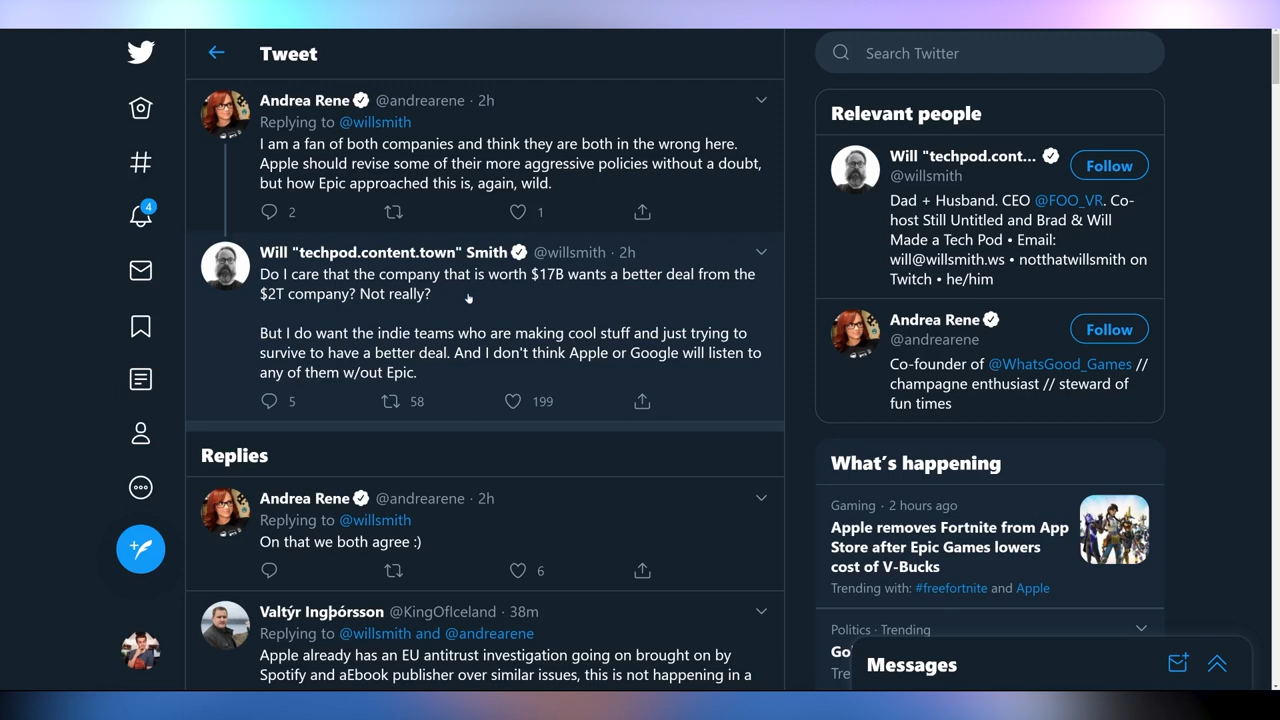 Tweet
Andrea Rene @andrearene · 2h
Replying to @willsmith
I am a fan of both companies and think they are both in the wrong here.
Apple should revise some of their more aggressive policies without a doubt,
but how Epic approached this is, again, wild.
2 1
Will "techpod.content.town" Smith @willsmith · 2h
Do I care that the company that is worth $17B wants a better deal from the
$2T company? Not really?
But I do want the indie teams who are making cool stuff and just trying to
survive to have a better deal. And I don't think Apple or Google will listen to
any of them w/out Epic.
5 58 199
Replies
Andrea Rene @andrearene · 2h
Replying to @willsmith
On that we both agree :)
6
Valtýr Ingþórsson @KingOfIceland · 38m
Replying to @willsmith and @andrearene
Apple already has an EU antitrust investigation going on brought on by
Spotify and aEbook publisher over similar issues, this is not happening in a
4
Search Twitter
Relevant people
Will "techpod.cont...
@willsmith
Follow
Dad + Husband. CEO @FOO_VR. Co-
host Still Untitled and Brad & Will
Made a Tech Pod • Email:
will@willsmith.ws • notthatwillsmith on
Twitch • he/him
Andrea Rene
@andrearene
Follow
Co-founder of @WhatsGood_Games //
champagne enthusiast // steward of
fun times
What's happening
Gaming · 2 hours ago
Apple removes Fortnite from App
Store after Epic Games lowers
cost of V-Bucks
Trending with: #freefortnite and Apple
Politics · Trending
Messages